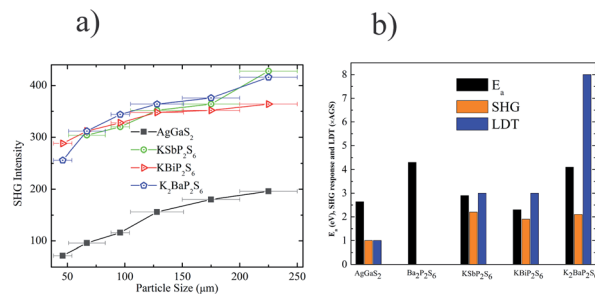 a)
b)
400
300
200
100
50
100
150
200
250
SHG Intensity
Particle Size (μm)
AgGaS₂
KSbP₂S₆
KBiP₂S₆
K₂BaP₂S₆
8
7
6
5
4
3
2
1
0
Eₐ (eV), SHG response and LDT (×AGS)
Eₐ
SHG
LDT
AgGaS₂
Ba₂P₂S₆
KSbP₂S₆
KBiP₂S₆
K₂BaP₂S₆